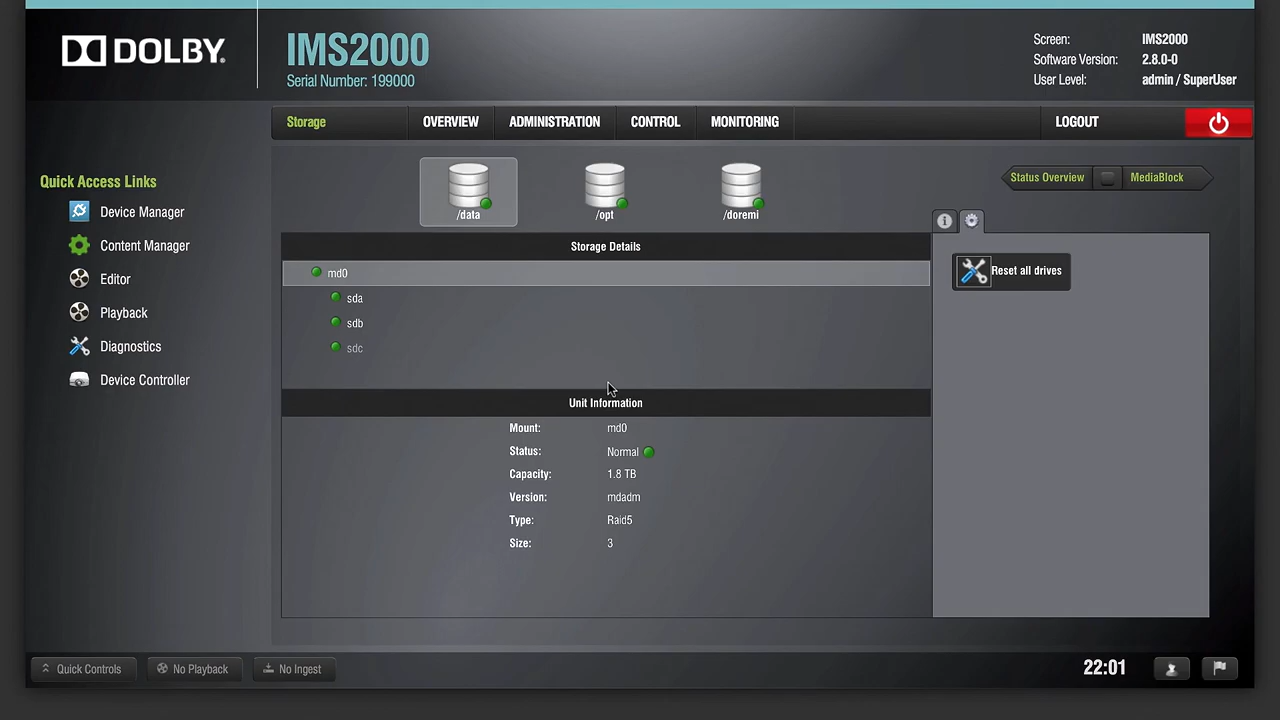 DOLBY.
IMS2000
Serial Number: 199000
Screen: IMS2000
Software Version: 2.8.0-0
User Level: admin / SuperUser
Storage OVERVIEW ADMINISTRATION CONTROL MONITORING LOGOUT
Quick Access Links
Device Manager
Content Manager
Editor
Playback
Diagnostics
Device Controller
/data /opt /doremi
Status Overview MediaBlock
Storage Details
md0
sda
sdb
sdc
Reset all drives
Unit Information
Mount: md0
Status: Normal
Capacity: 1.8 TB
Version: mdadm
Type: Raid5
Size: 3
Quick Controls No Playback No Ingest 22:01